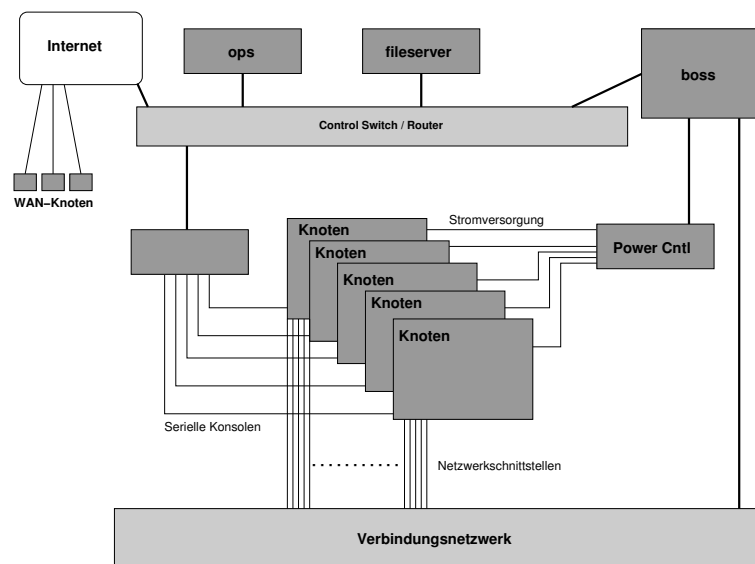 Internet
ops
fileserver
boss
Control Switch / Router
WAN–Knoten
Stromversorgung
Knoten
Knoten
Knoten
Knoten
Knoten
Power Cntl
Serielle Konsolen
Netzwerkschnittstellen
Verbindungsnetzwerk